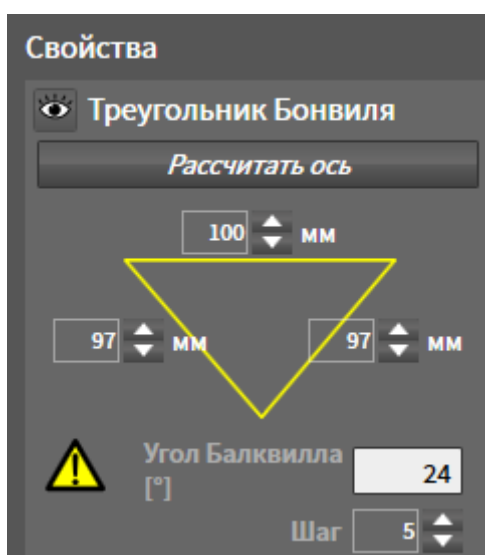 Свойства
Треугольник Бонвиля
Рассчитать ось
100 мм
97 мм 97 мм
Угол Балквилла 24
[°]
Шаг 5